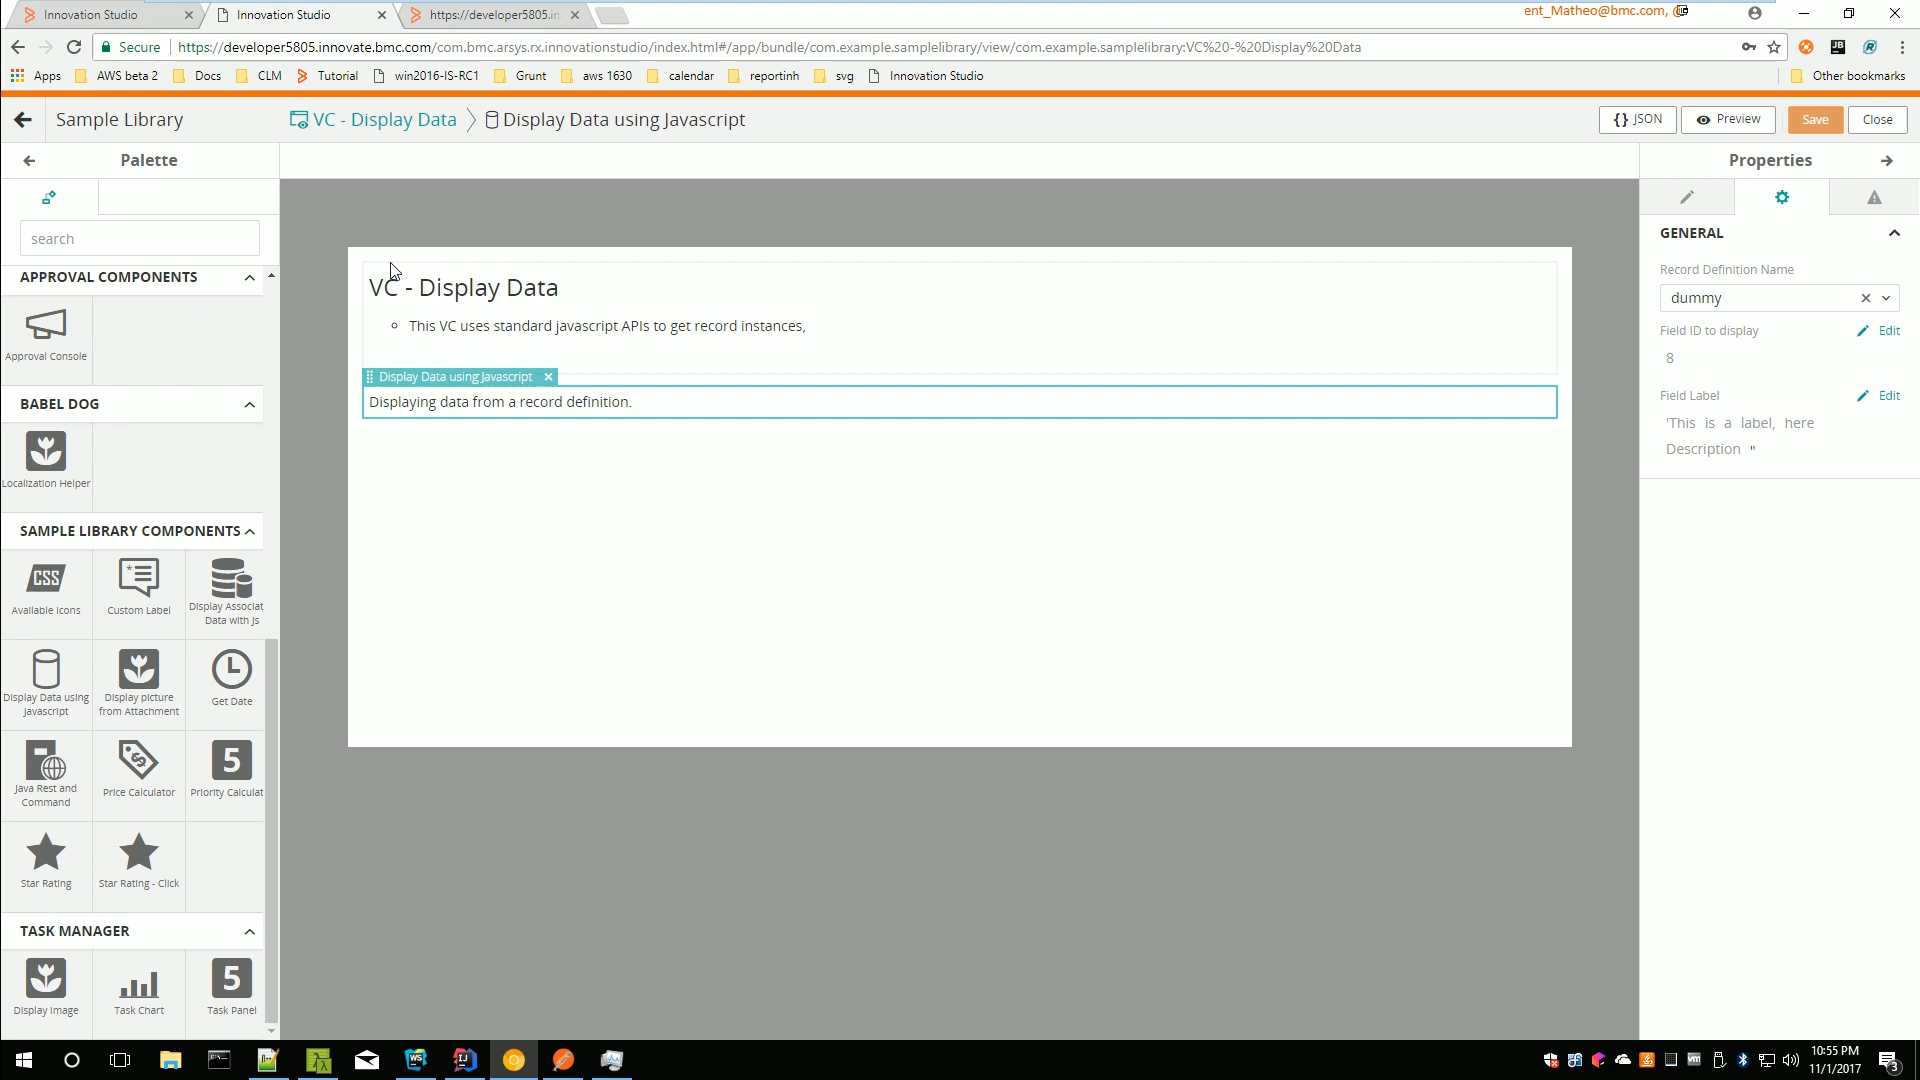 Innovation Studio
Innovation Studio
https://developer5805.in
ent_Matheo@bmc.com,
Secure
https://developer5805.innovate.bmc.com/com.bmc.arsys.rx.innovationstudio/index.html#/app/bundle/com.example.samplelibrary/view/com.example.samplelibrary:VC%20-%20Display%20Data
Apps
AWS beta 2
Docs
CLM
Tutorial
win2016-IS-RC1
Grunt
aws 1630
calendar
reportinh
svg
Innovation Studio
Other bookmarks
Sample Library
VC - Display Data
Display Data using Javascript
{} JSON
Preview
Save
Close
Palette
Properties
search
APPROVAL COMPONENTS
Approval Console
BABEL DOG
Localization Helper
SAMPLE LIBRARY COMPONENTS
CSS
Available Icons
Custom Label
Display Associat
Data with js
Display Data using
Javascript
Display picture
from Attachment
Get Date
Java Rest and
Command
Price Calculator
5
Priority Calculat
Star Rating
Star Rating - Click
TASK MANAGER
Display Image
Task Chart
5
Task Panel
VC - Display Data
This VC uses standard javascript APIs to get record instances,
Display Data using Javascript
Displaying data from a record definition.
GENERAL
Record Definition Name
dummy
Field ID to display
Edit
8
Field Label
Edit
'This is a label, here
Description "
10:55 PM
11/1/2017
3